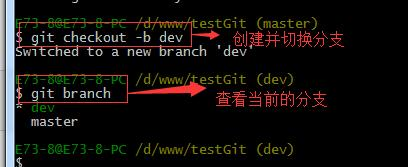 E73-8@E73-8-PC /d/www/testGit (master)
$ git checkout -b dev 创建并切换分支
Switched to a new branch 'dev'
E73-8@E73-8-PC /d/www/testGit (dev)
$ git branch 查看当前的分支
* dev
master
E73-8@E73-8-PC /d/www/testGit (dev)
$